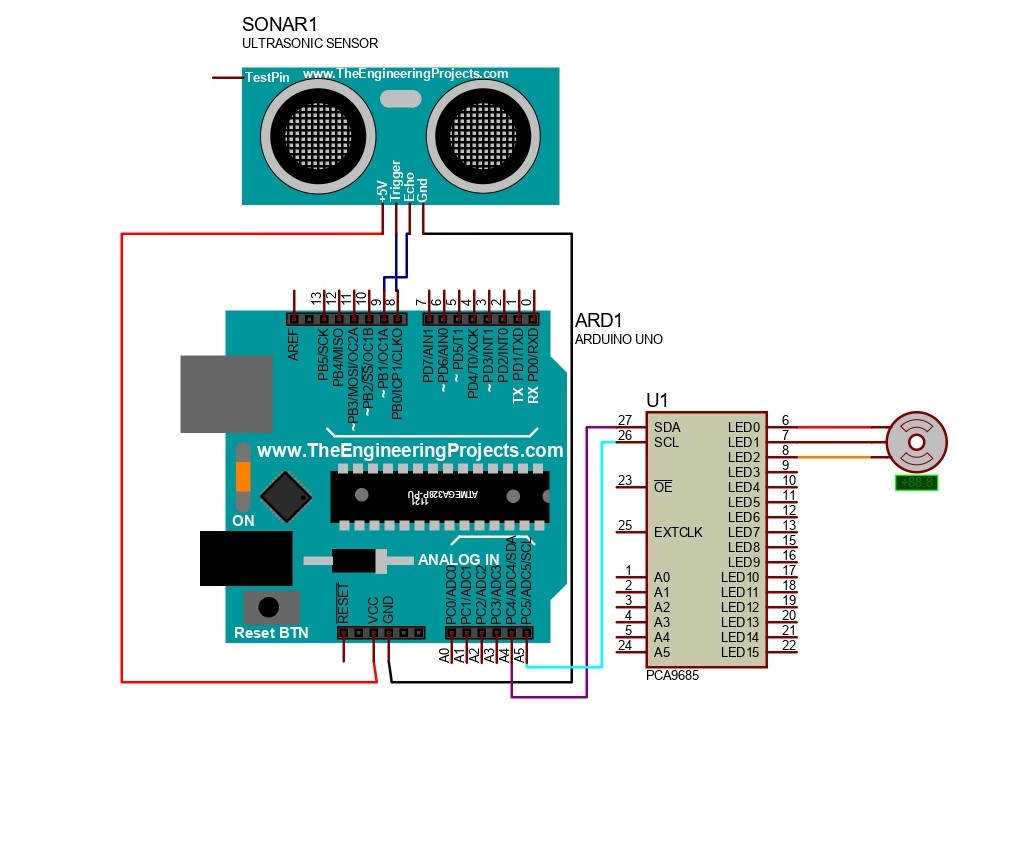 SONAR1
ULTRASONIC SENSOR
TestPin
www.TheEngineeringProjects.com
+5V
Trigger
Echo
Gnd
ARD1
ARDUINO UNO
13
12
11
10
9
8
7
6
5
4
3
2
1
0
AREF
PB5/SCK
PB4/MISO
~PB3/MOSI/OC2A
~PB2/SS/OC1B
~PB1/OC1A
PB0/ICP1/CLKO
PD7/AIN1
~PD6/AIN0
~PD5/T1
PD4/T0/XCK
~PD3/INT1
PD2/INT0
TX PD1/TXD
RX PD0/RXD
www.TheEngineeringProjects.com
ATMEGA328P-PU
1121
ON
ANALOG IN
Reset BTN
RESET
VCC
GND
PC0/ADC0
PC1/ADC1
PC2/ADC2
PC3/ADC3
PC4/ADC4/SDA
PC5/ADC5/SCL
A0
A1
A2
A3
A4
A5
U1
27 SDA LED0 6
26 SCL LED1 7
LED2 8
LED3 9
23 OE LED4 10
LED5 11
LED6 12
25 EXTCLK LED7 13
LED8 15
LED9 16
1 A0 LED10 17
2 A1 LED11 18
3 A2 LED12 19
4 A3 LED13 20
5 A4 LED14 21
24 A5 LED15 22
PCA9685
+88.8